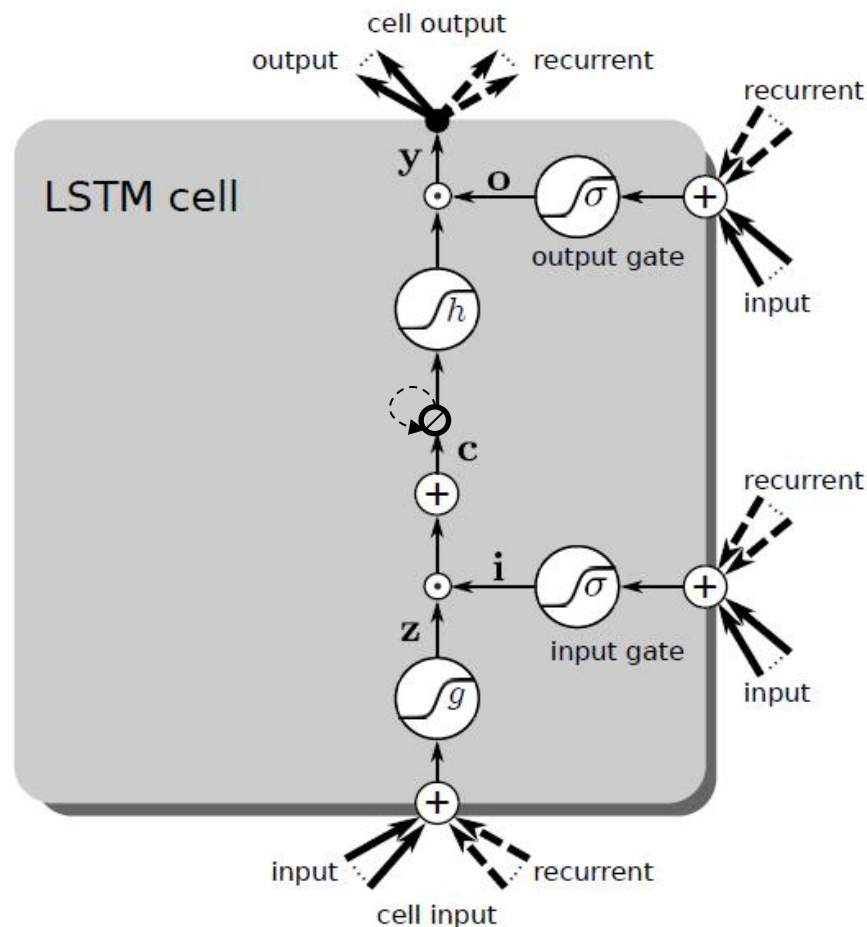 cell output
output
recurrent
recurrent
y
o
σ
+
LSTM cell
output gate
h
input
c
recurrent
+
i
σ
+
z
input gate
g
input
+
input
recurrent
cell input